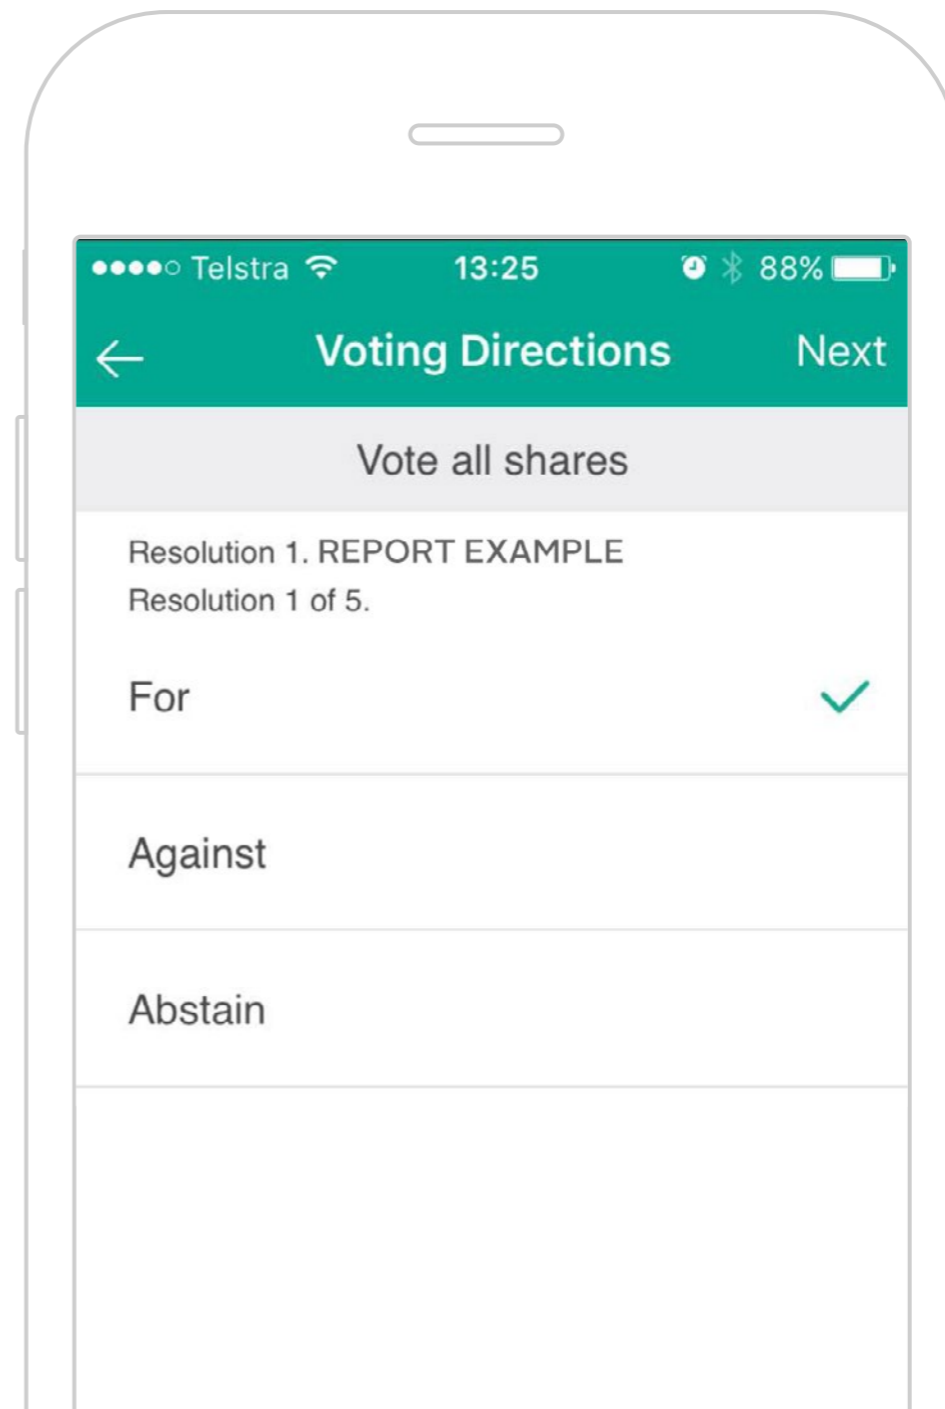 Telstra 13:25 88%
Voting Directions Next
Vote all shares
Resolution 1. REPORT EXAMPLE
Resolution 1 of 5.
For
Against
Abstain